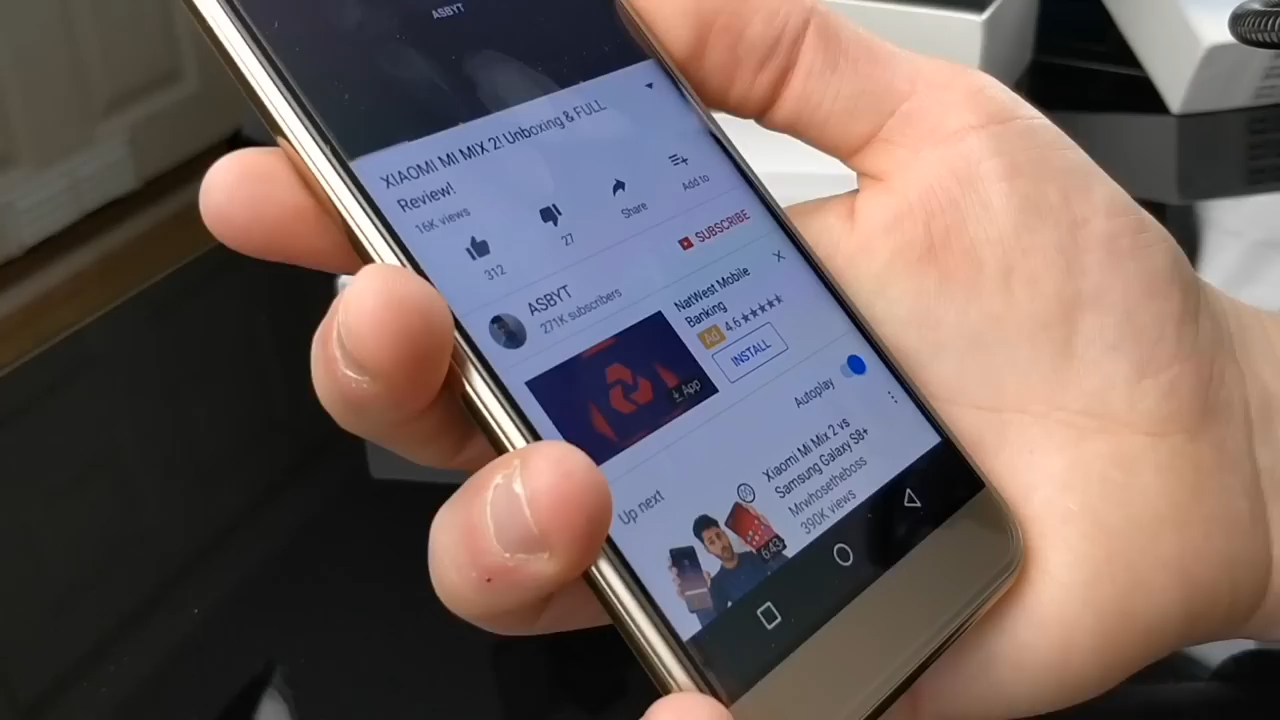 ASBYT
XIAOMI MI MIX 2! Unboxing & FULL
Review!
16K views
312
27
Share
Add to
ASBYT
271K subscribers
SUBSCRIBE
NatWest Mobile
Banking
Ad 4.6 ★★★★★
INSTALL
App
Autoplay
Up next
Xiaomi Mi Mix 2 vs
Samsung Galaxy S8+
Mrwhosetheboss
390K views
6:43